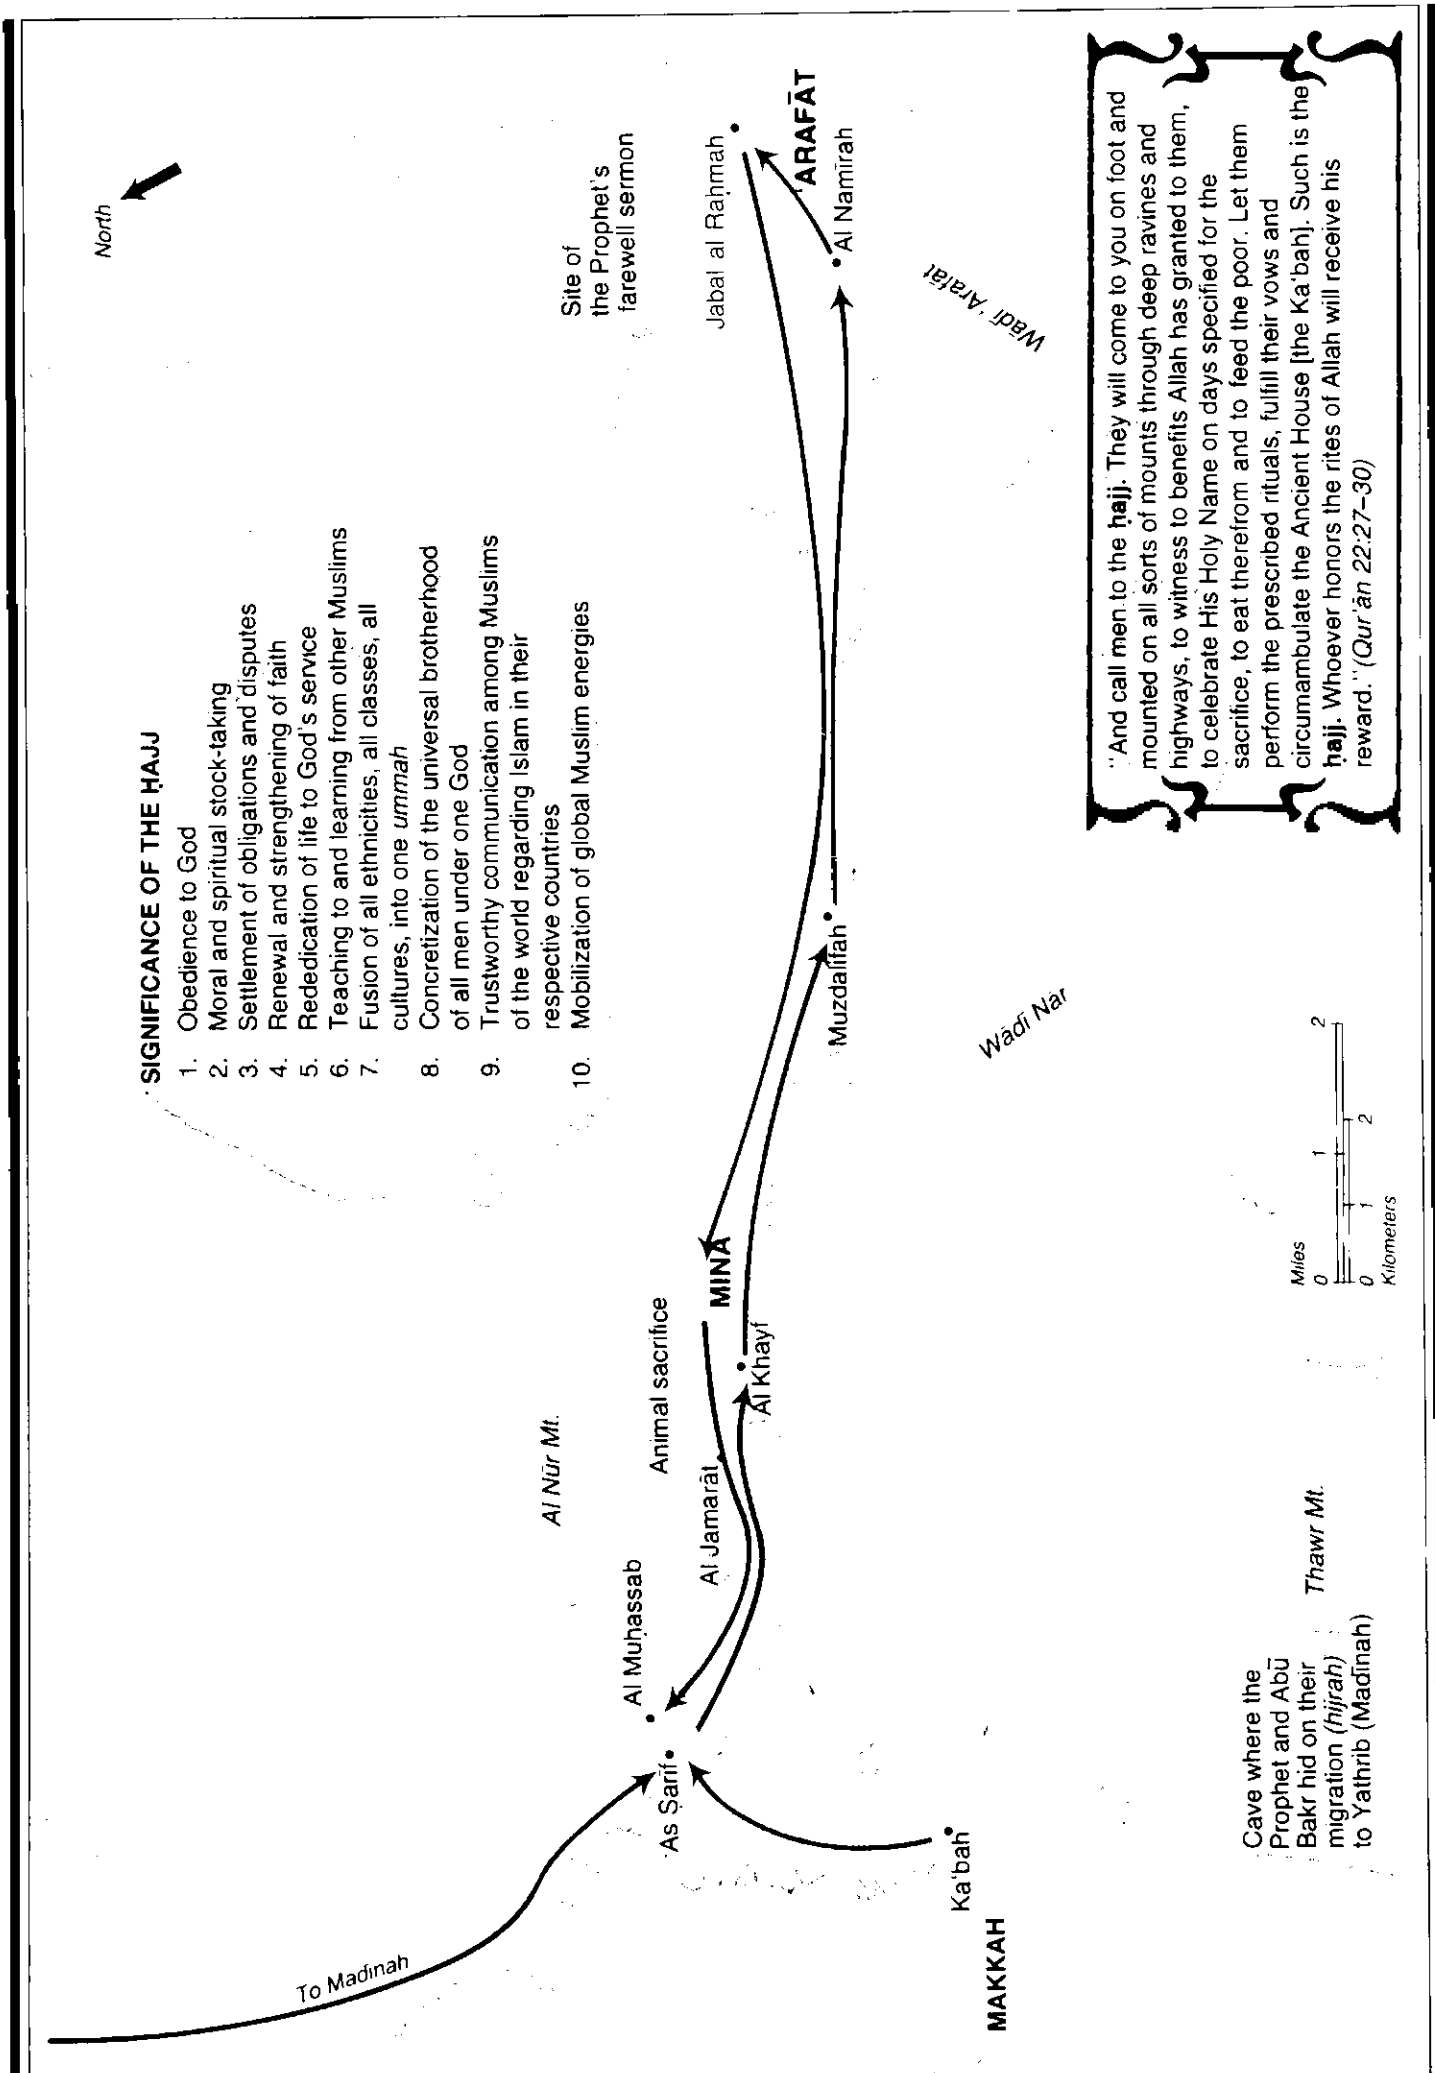 North
SIGNIFICANCE OF THE ḤAJJ
1. Obedience to God
2. Moral and spiritual stock-taking
3. Settlement of obligations and disputes
4. Renewal and strengthening of faith
5. Rededication of life to God's service
6. Teaching to and learning from other Muslims
7. Fusion of all ethnicities, all classes, all
cultures, into one ummah
8. Concretization of the universal brotherhood
of all men under one God
9. Trustworthy communication among Muslims
of the world regarding Islam in their
respective countries
10. Mobilization of global Muslim energies
To Madīnah
Al Nūr Mt.
Site of
the Prophet's
farewell sermon
Al Muḥassab
Animal sacrifice
As Ṣarīf
Al Jamarāt
MINĀ
Al Khayf
Jabal al Raḥmah
ʿARAFĀT
Al Namīrah
Muzdalifah
Wādī ʿArafāt
Ka'bah
MAKKAH
Wādī Nār
Cave where the
Prophet and Abū
Bakr hid on their
migration (hijrah)
to Yathrib (Madīnah)
Thawr Mt.
Miles
0 1 2
0 1 2
Kilometers
"And call men to the ḥajj. They will come to you on foot and
mounted on all sorts of mounts through deep ravines and
highways, to witness to benefits Allah has granted to them,
to celebrate His Holy Name on days specified for the
sacrifice, to eat therefrom and to feed the poor. Let them
perform the prescribed rituals, fulfill their vows and
circumambulate the Ancient House [the Ka'bah]. Such is the
ḥajj. Whoever honors the rites of Allah will receive his
reward."(Qur'ān 22:27–30)